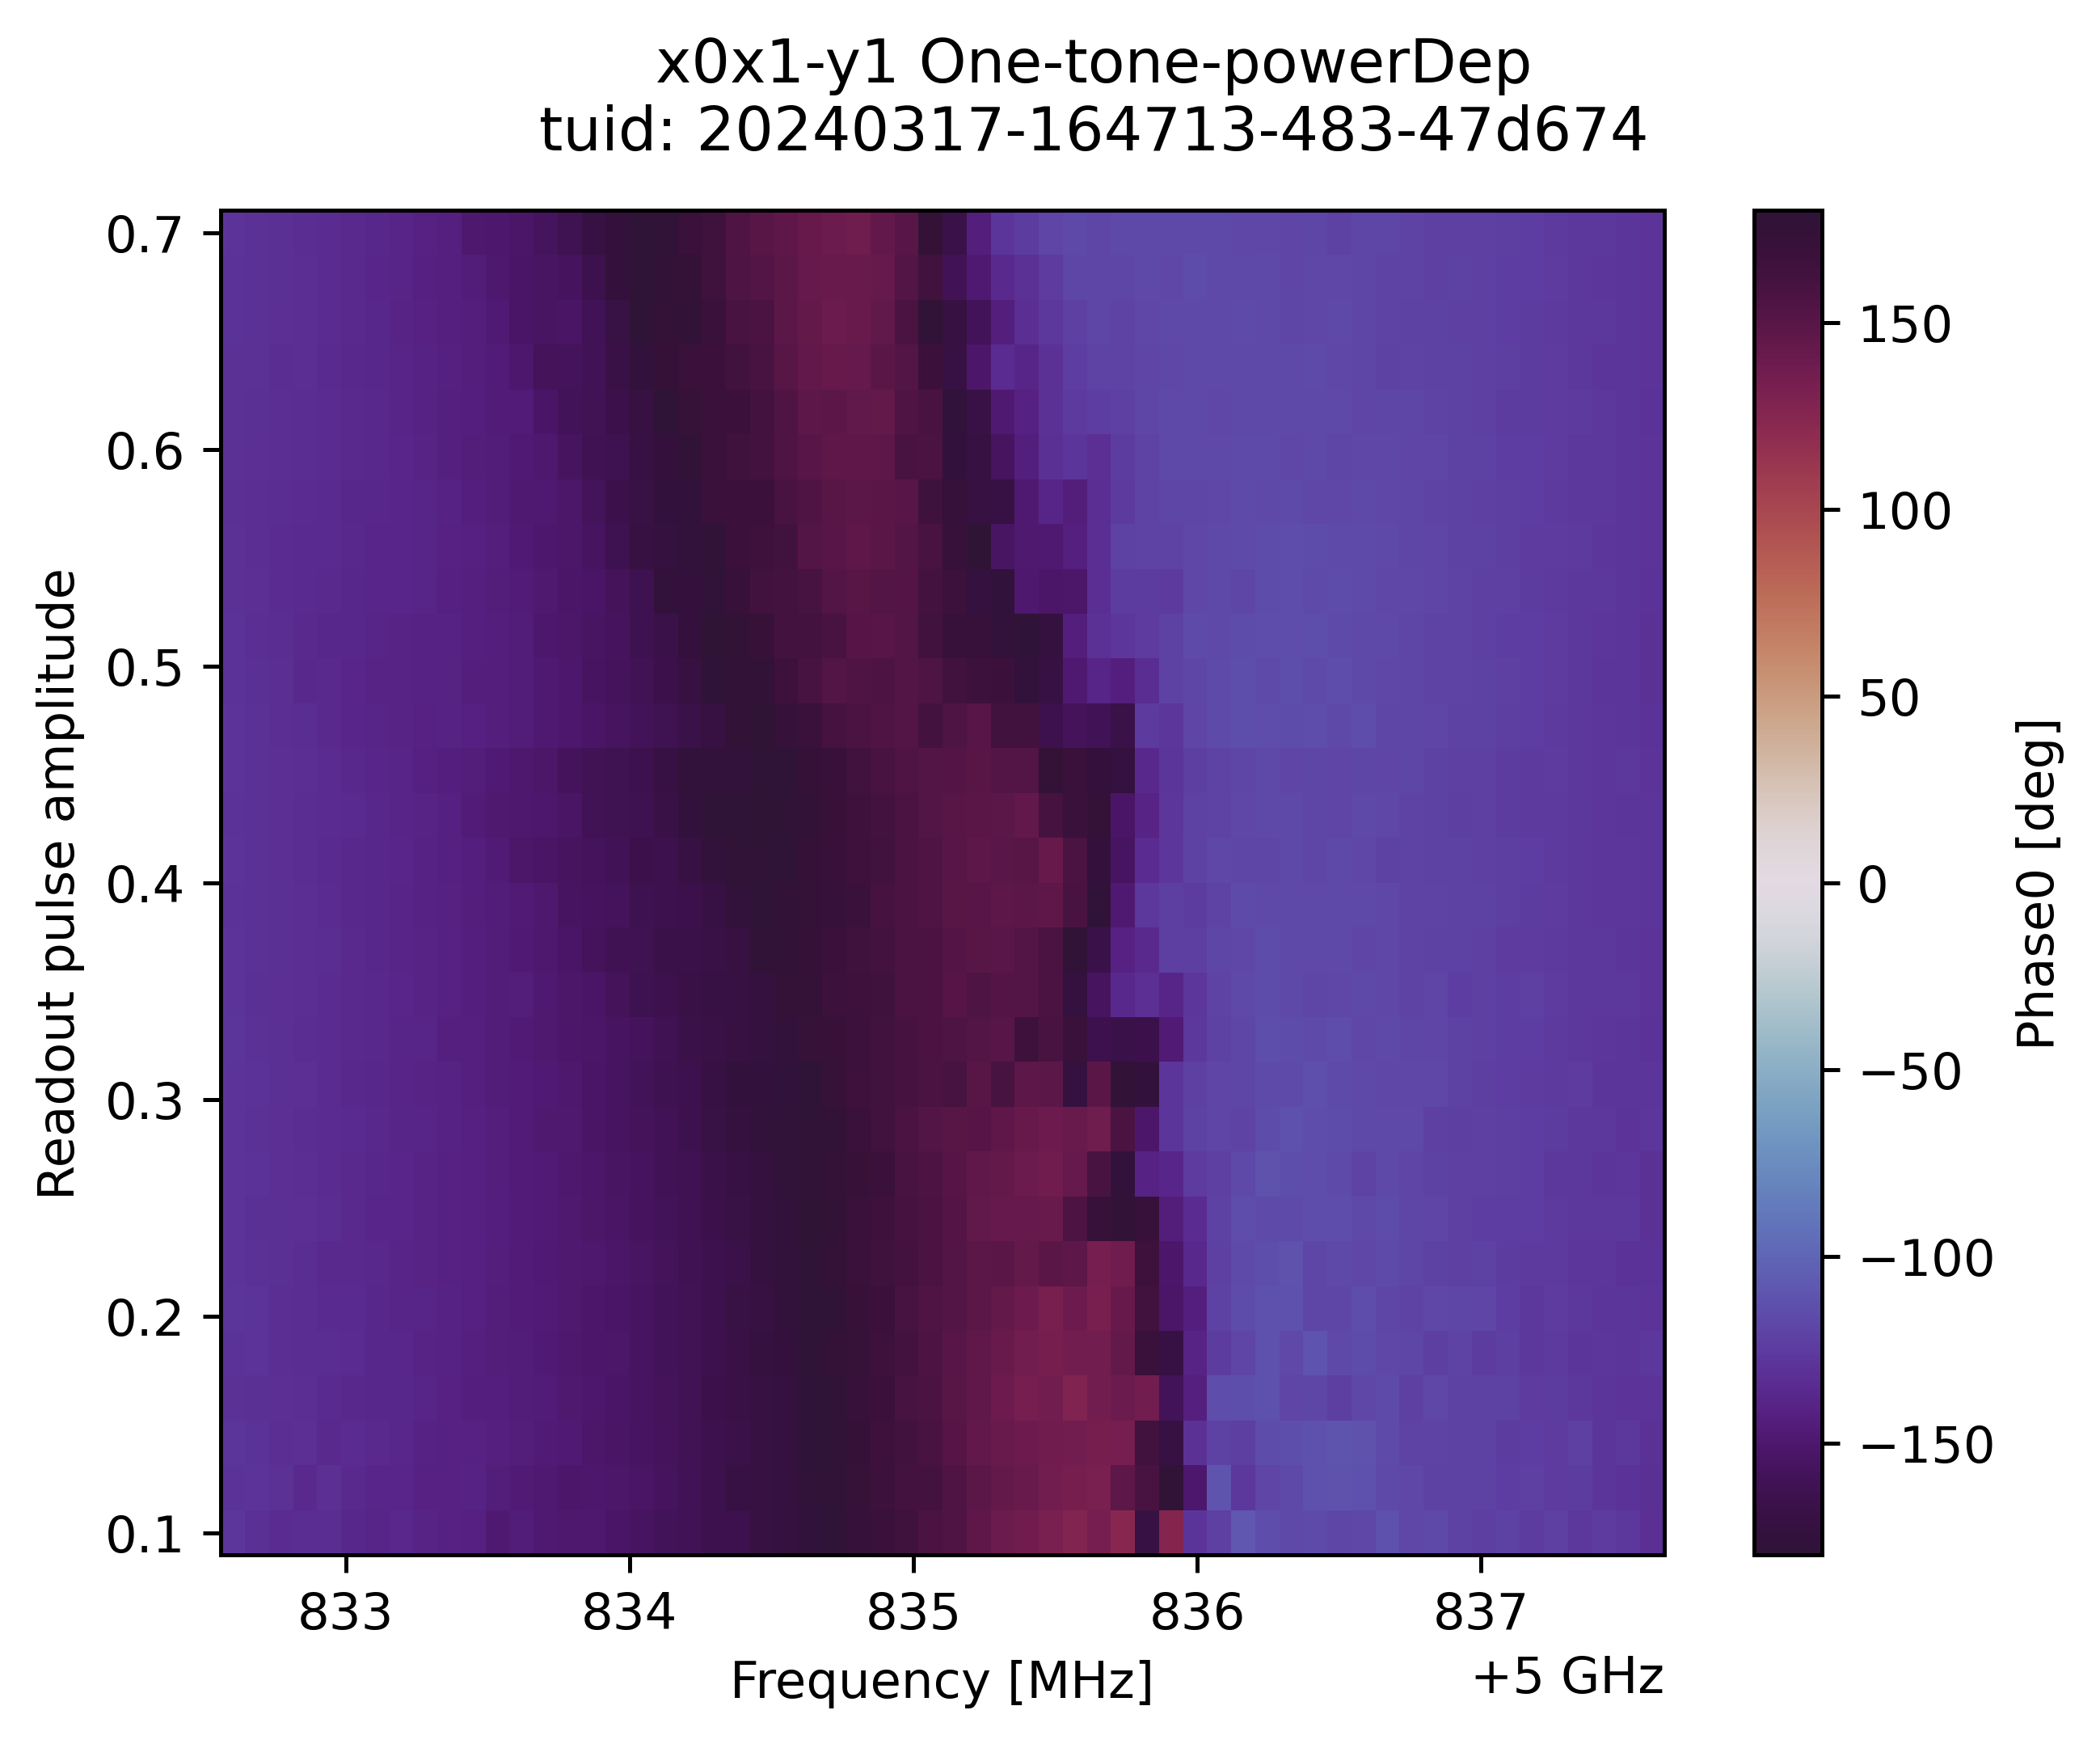 x0x1-y1 One-tone-powerDep
tuid: 20240317-164713-483-47d674
Readout pulse amplitude
0.7
0.6
0.5
0.4
0.3
0.2
0.1
833 834 835 836 837
Frequency [MHz]
+5 GHz
150
100
50
0
−50
−100
−150
Phase0 [deg]